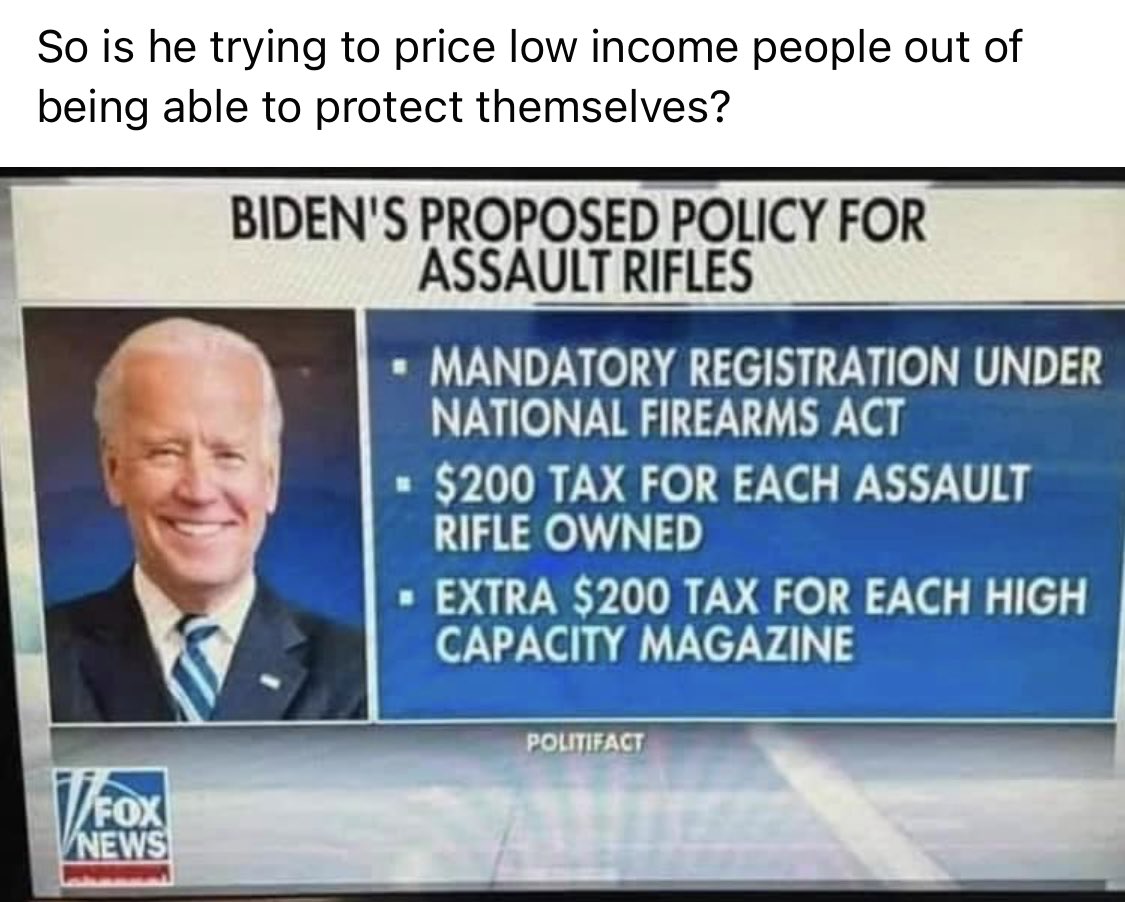 So is he trying to price low income people out of
being able to protect themselves?
BIDEN'S PROPOSED POLICY FOR
ASSAULT RIFLES
▪ MANDATORY REGISTRATION UNDER
NATIONAL FIREARMS ACT
▪ $200 TAX FOR EACH ASSAULT
RIFLE OWNED
▪ EXTRA $200 TAX FOR EACH HIGH
CAPACITY MAGAZINE
POLITIFACT
FOX
NEWS